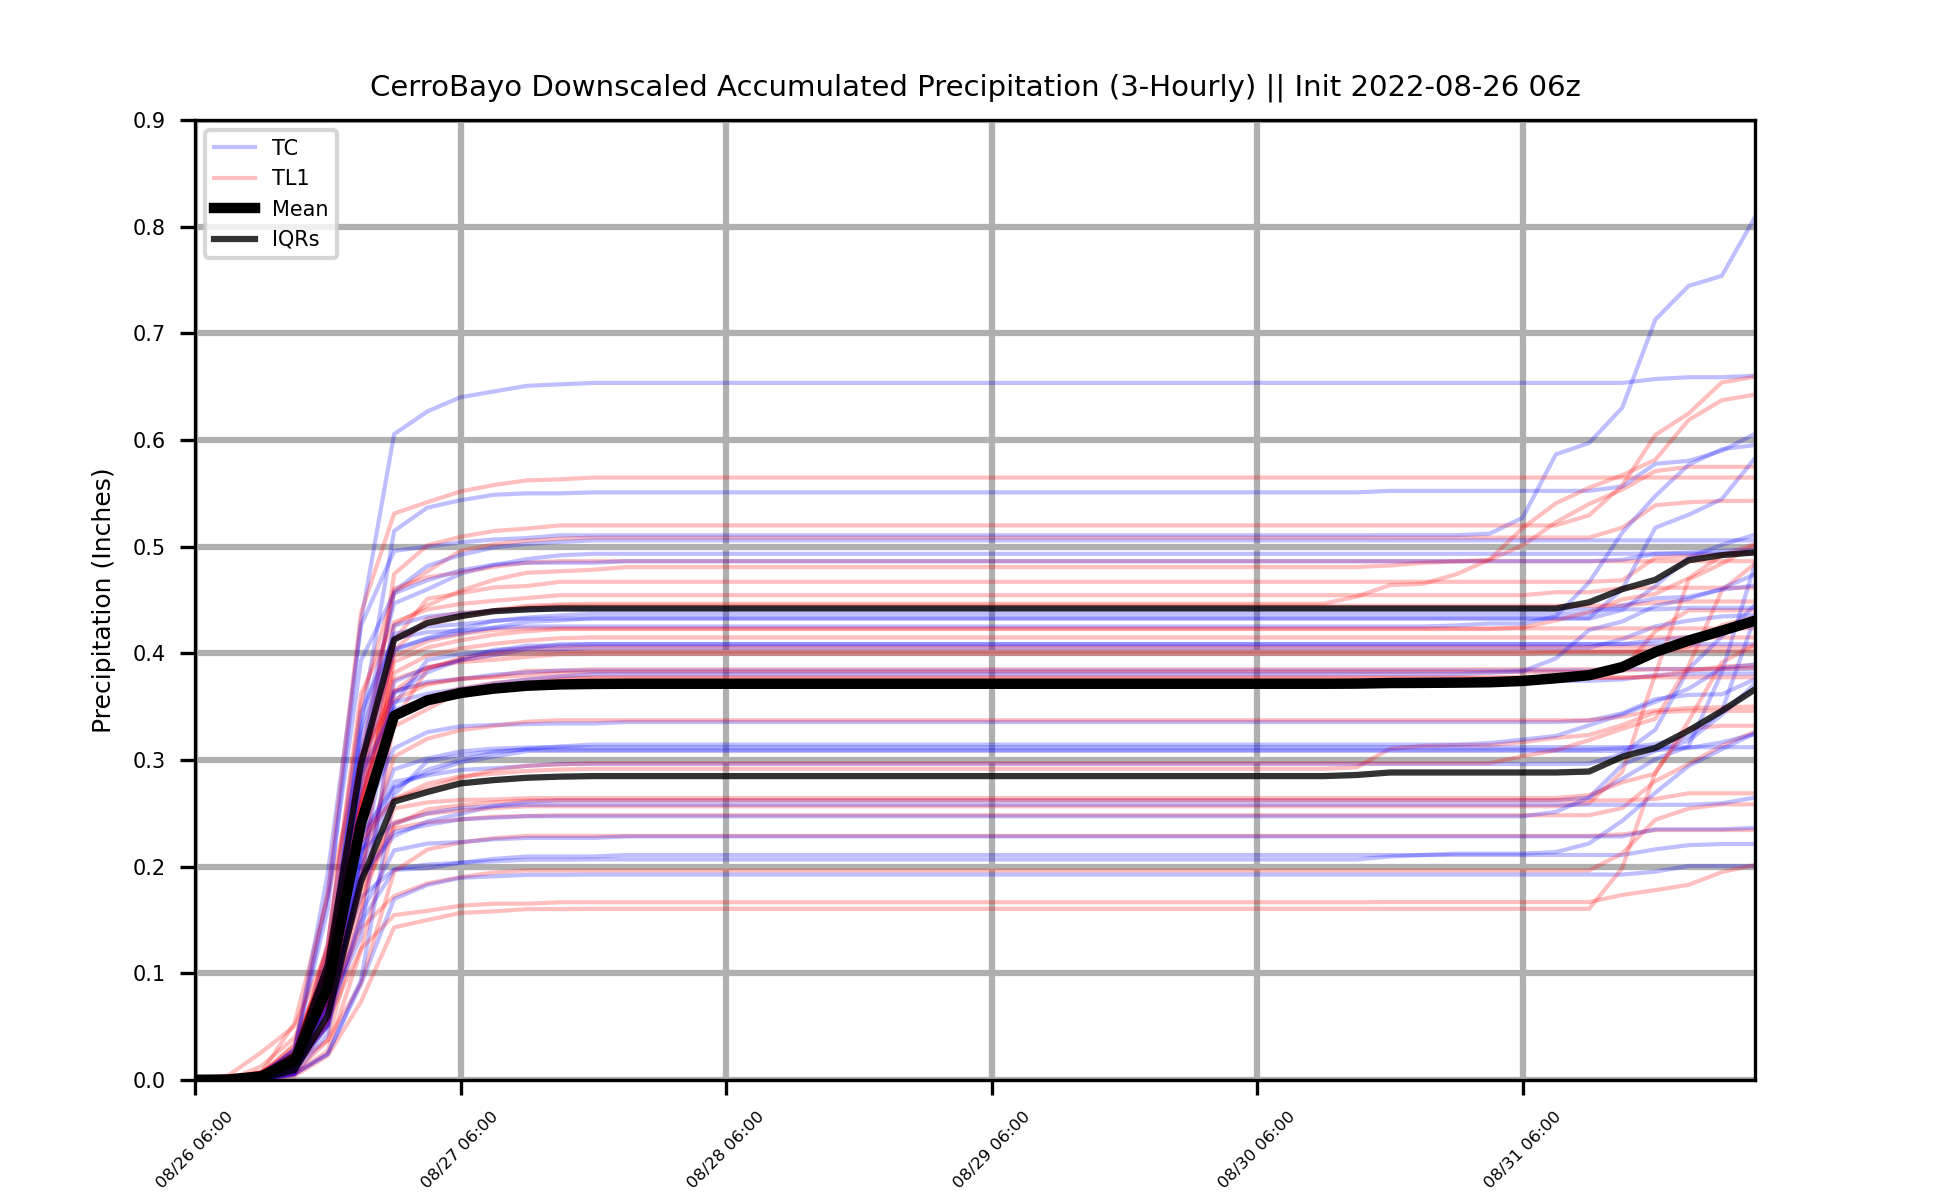 CerroBayo Downscaled Accumulated Precipitation (3-Hourly) || Init 2022-08-26 06z
TC
TL1
Mean
IQRs
Precipitation (Inches)
0.9
0.8
0.7
0.6
0.5
0.4
0.3
0.2
0.1
0.0
08/26 06:00
08/27 06:00
08/28 06:00
08/29 06:00
08/30 06:00
08/31 06:00